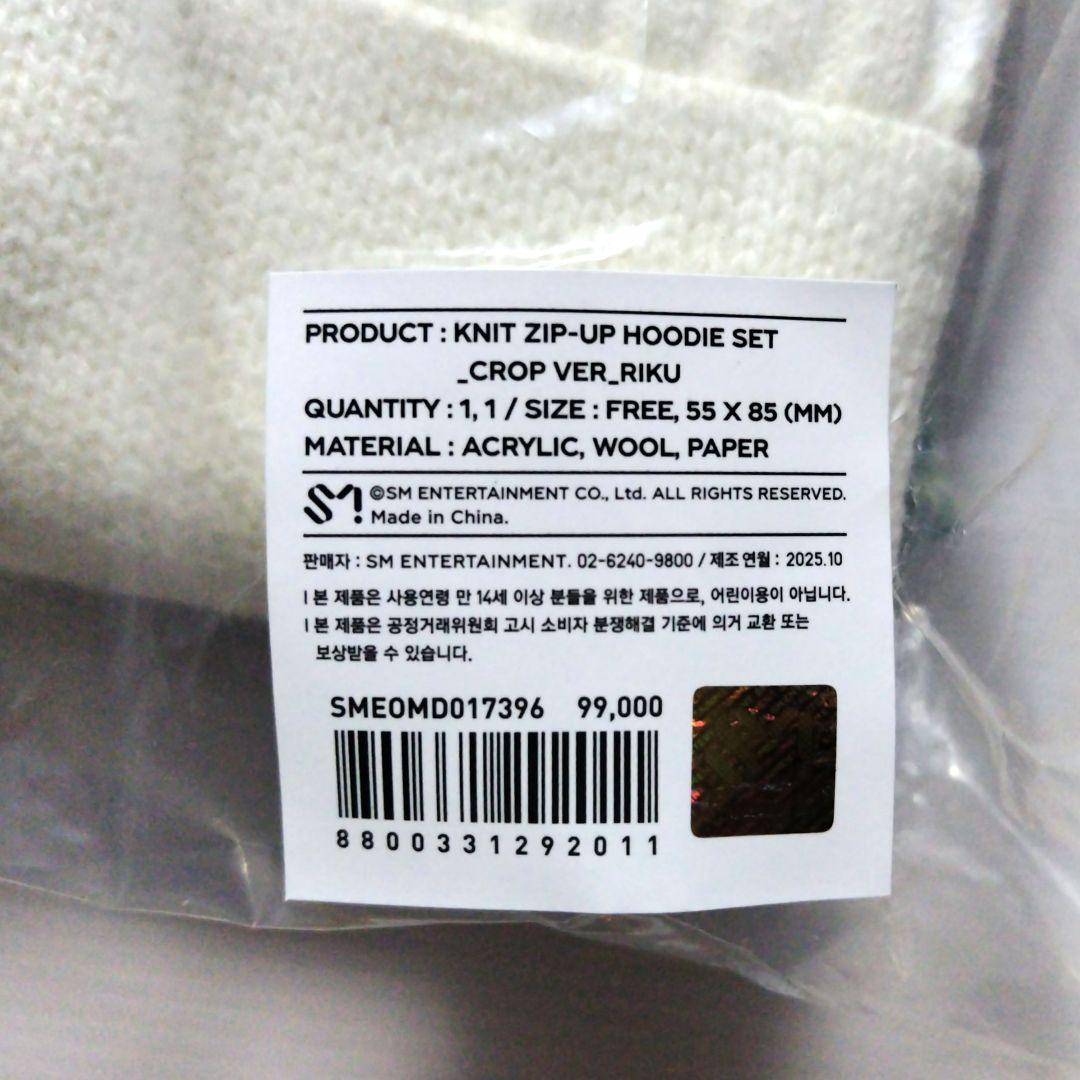 PRODUCT : KNIT ZIP-UP HOODIE SET
_CROP VER_RIKU
QUANTITY : 1, 1 / SIZE : FREE, 55 X 85 (MM)
MATERIAL : ACRYLIC, WOOL, PAPER
SM ©SM ENTERTAINMENT CO., Ltd. ALL RIGHTS RESERVED.
Made in China.
판매자 : SM ENTERTAINMENT. 02-6240-9800 / 제조연월 : 2025.10
| 본 제품은 사용연령 만 14세 이상 분들을 위한 제품으로, 어린이용이 아닙니다.
| 본 제품은 공정거래위원회 고시 소비자 분쟁해결 기준에 의거 교환 또는
보상받을 수 있습니다.
SMEOMD017396 99,000
8800331292011